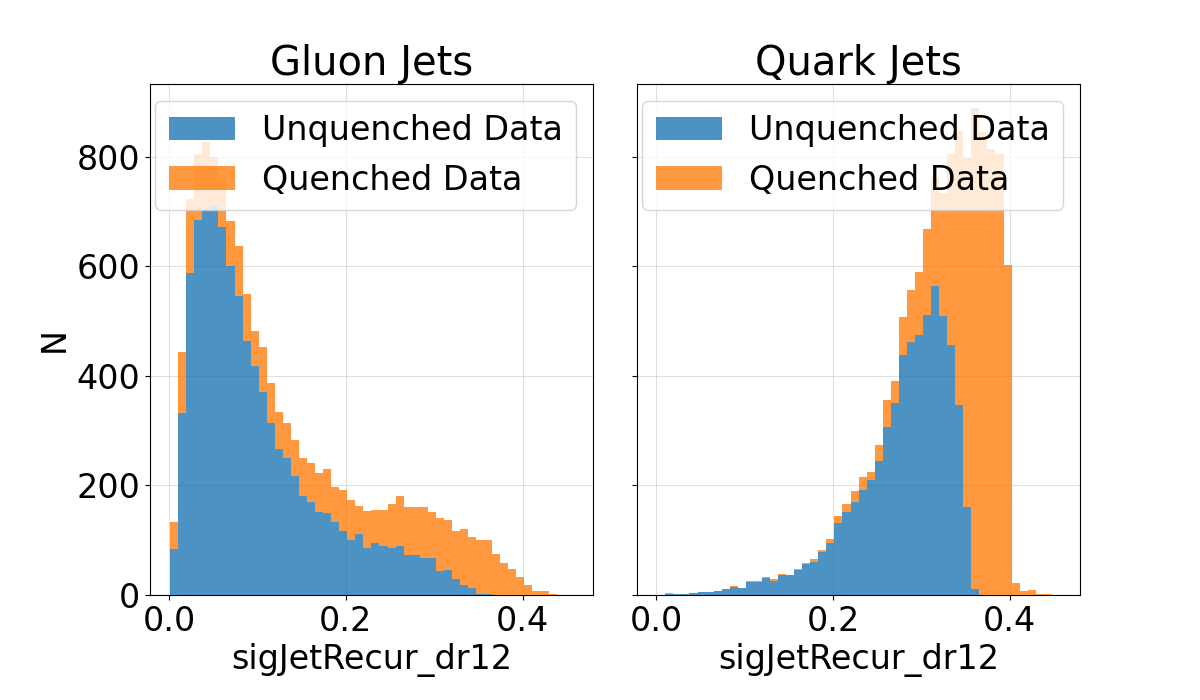 Gluon Jets
Unquenched Data
Quenched Data
N
800
600
400
200
0
0.0 0.2 0.4
sigJetRecur_dr12
Quark Jets
Unquenched Data
Quenched Data
0.0 0.2 0.4
sigJetRecur_dr12